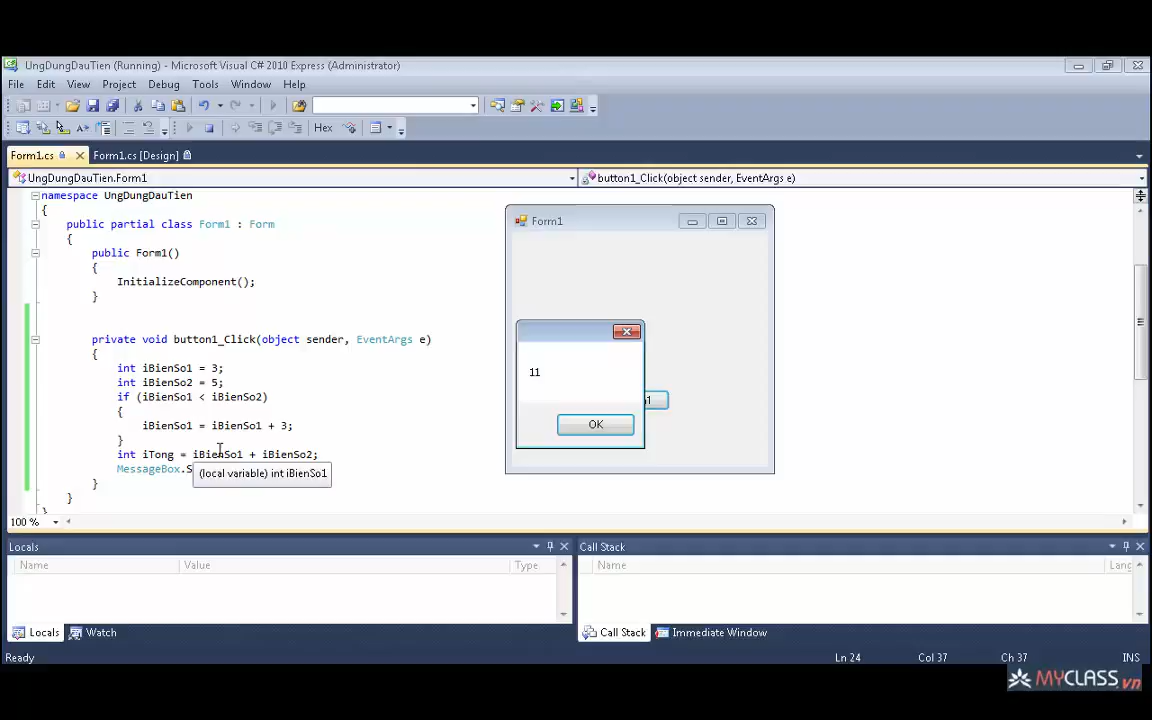 UngDungDauTien (Running) - Microsoft Visual C# 2010 Express (Administrator)
File Edit View Project Debug Tools Window Help
Hex
Form1.cs Form1.cs [Design]
UngDungDauTien.Form1 button1_Click(object sender, EventArgs e)
namespace UngDungDauTien
{
public partial class Form1 : Form
{
public Form1()
{
InitializeComponent();
}
private void button1_Click(object sender, EventArgs e)
{
int iBienSo1 = 3;
int iBienSo2 = 5;
if (iBienSo1 < iBienSo2)
{
iBienSo1 = iBienSo1 + 3;
}
int iTong = iBienSo1 + iBienSo2;
MessageBox.S
(local variable) int iBienSo1
}
}
}
Form1
11
OK
100 %
Locals
Name Value Type
Locals Watch
Call Stack
Name Lang
Call Stack Immediate Window
Ready Ln 24 Col 37 Ch 37 INS
MYCLASS.vn